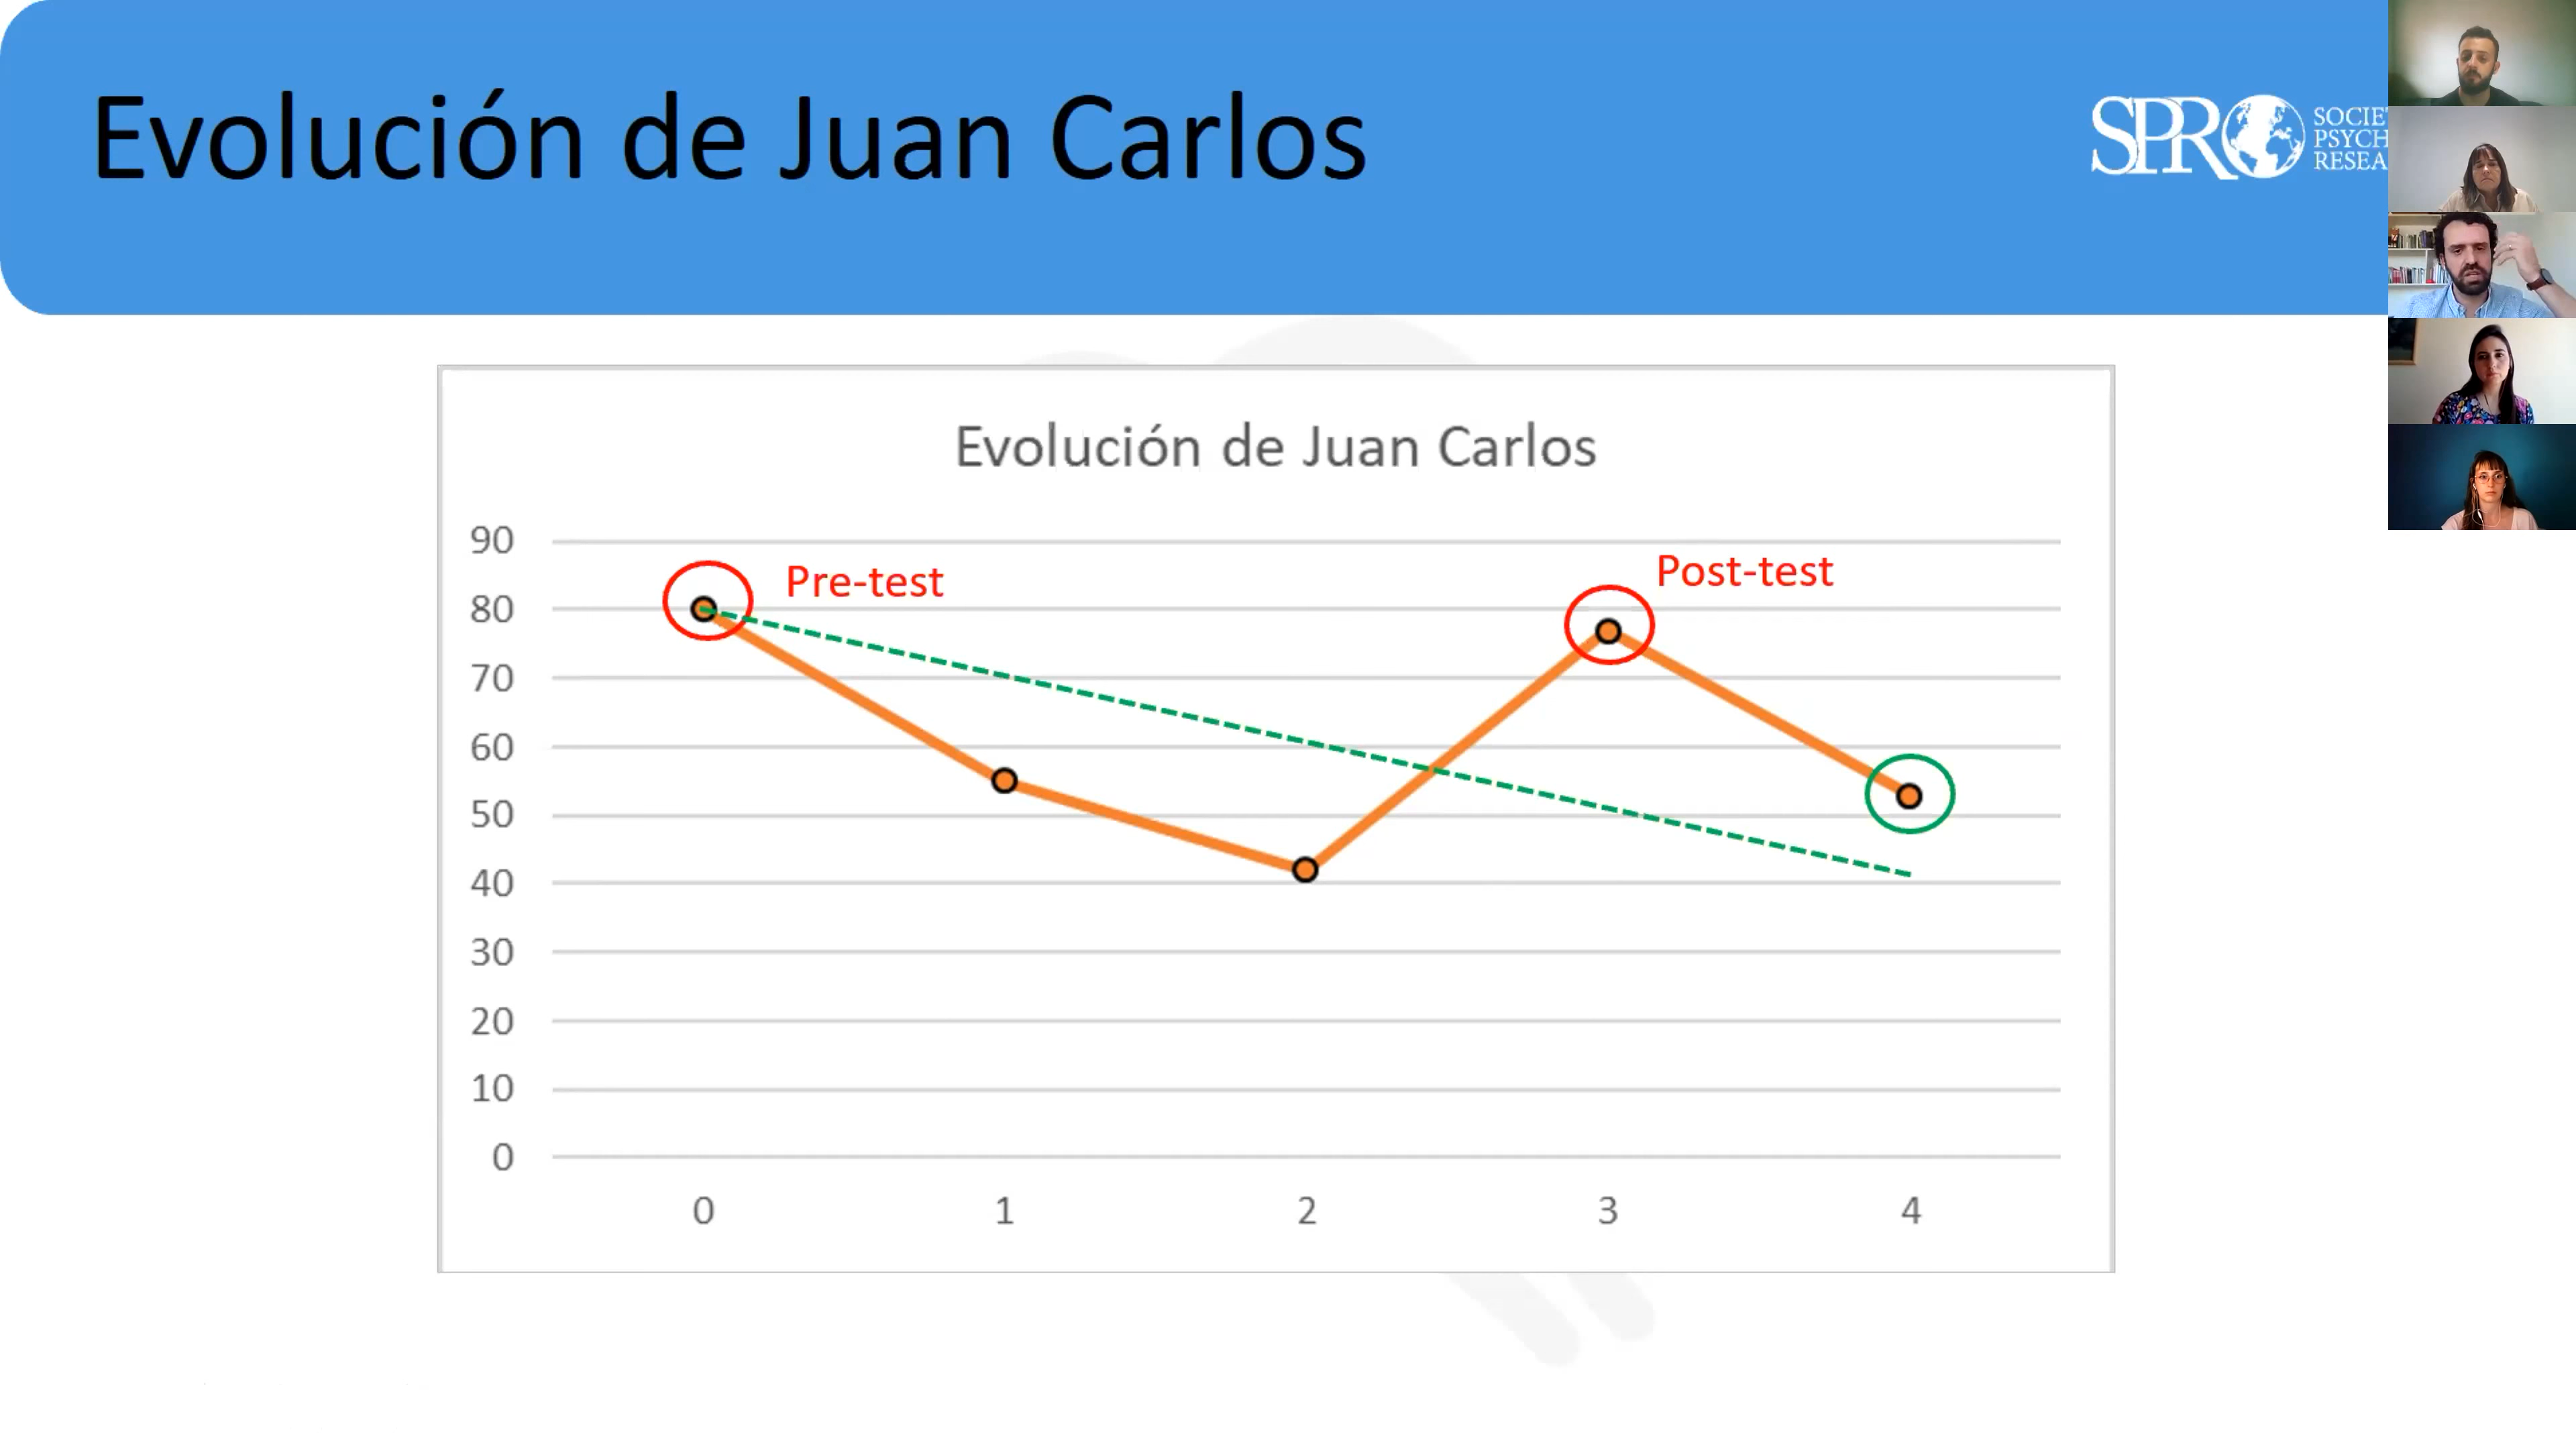 Evolución de Juan Carlos
SPR
SOCIE
PSYCH
RESEA
Evolución de Juan Carlos
Pre-test
Post-test
90
80
70
60
50
40
30
20
10
0
0 1 2 3 4